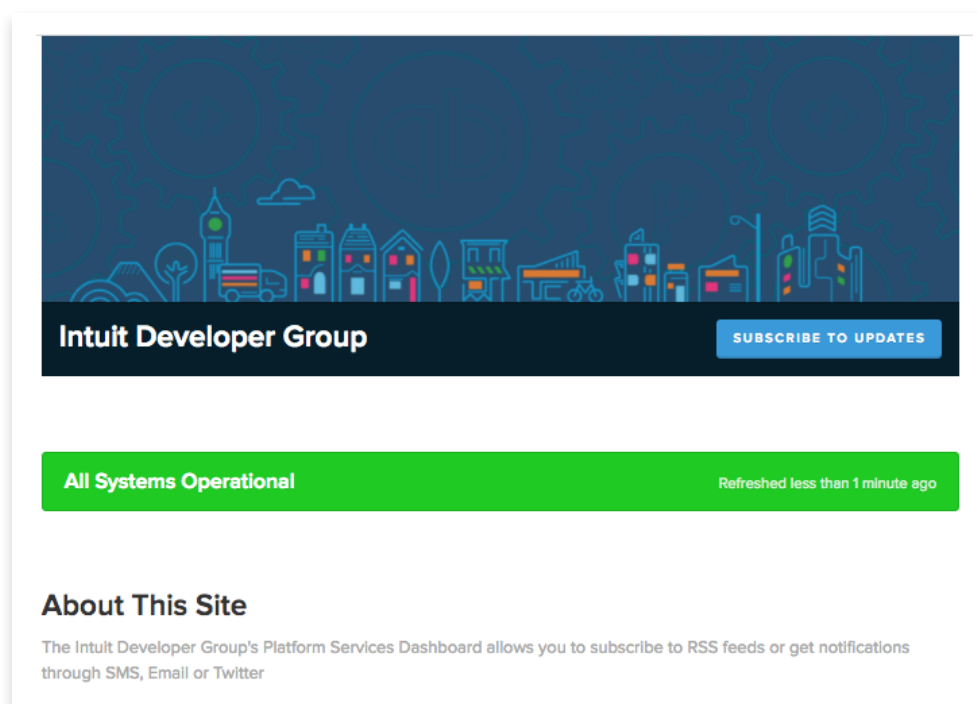 Intuit Developer Group
SUBSCRIBE TO UPDATES
All Systems Operational
Refreshed less than 1 minute ago
About This Site
The Intuit Developer Group's Platform Services Dashboard allows you to subscribe to RSS feeds or get notifications
through SMS, Email or Twitter